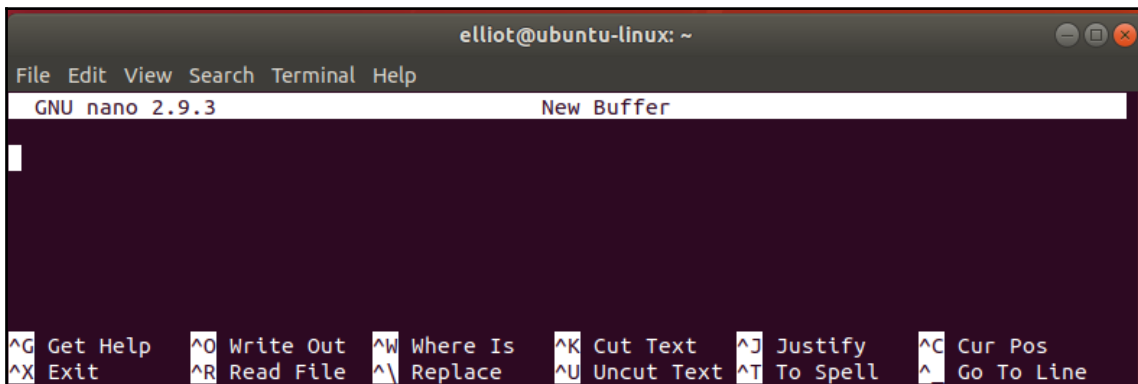 elliot@ubuntu-linux: ~
File Edit View Search Terminal Help
GNU nano 2.9.3 New Buffer
^G Get Help ^O Write Out ^W Where Is ^K Cut Text ^J Justify ^C Cur Pos
^X Exit ^R Read File ^\ Replace ^U Uncut Text ^T To Spell ^_ Go To Line